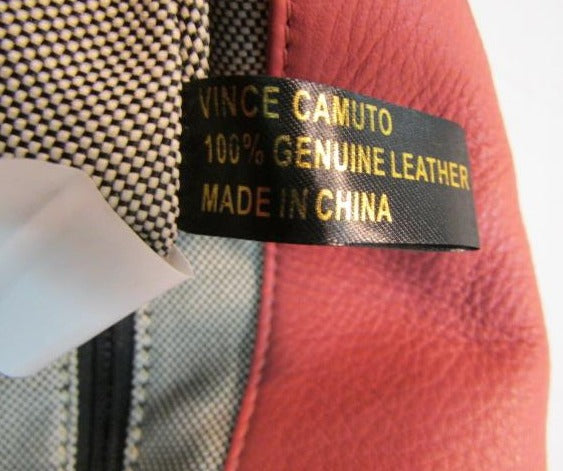 VINCE CAMUTO
100% GENUINE LEATHER
MADE IN CHINA